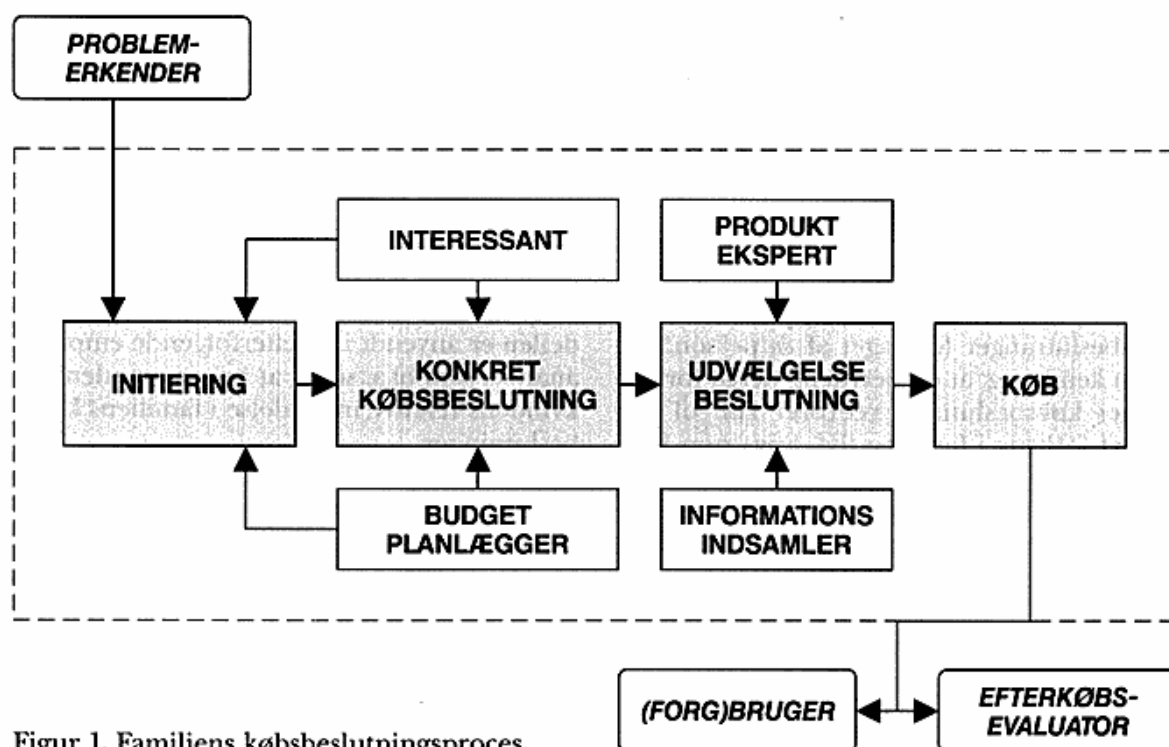 PROBLEM-
ERKENDER
INTERESSANT
PRODUKT
EKSPERT
INITIERING
KONKRET
KØBSBESLUTNING
UDVÆLGELSE
BESLUTNING
KØB
BUDGET
PLANLÆGGER
INFORMATIONS
INDSAMLER
(FORG)BRUGER
EFTERKØBS-
EVALUATOR
Figur 1. Familiens købsbeslutningsproces